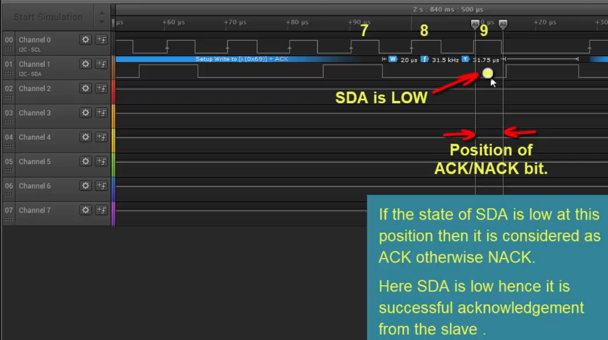 Start Simulation
2 s : 840 ms : 500 µs
+60 µs
+70 µs
+80 µs
+90 µs
+20 µs
+30
7
8
9
00 Channel 0
I2C - SCL
01 Channel 1
I2C - SDA
Setup Write to [i (0x69)] + ACK
W 20 µs f 31.5 kHz T 31.75 µs
02 Channel 2
SDA is LOW
03 Channel 3
04 Channel 4
Position of
ACK/NACK bit.
05 Channel 5
06 Channel 6
07 Channel 7
If the state of SDA is low at this
position then it is considered as
ACK otherwise NACK.
Here SDA is low hence it is
successful acknowledgement
from the slave .